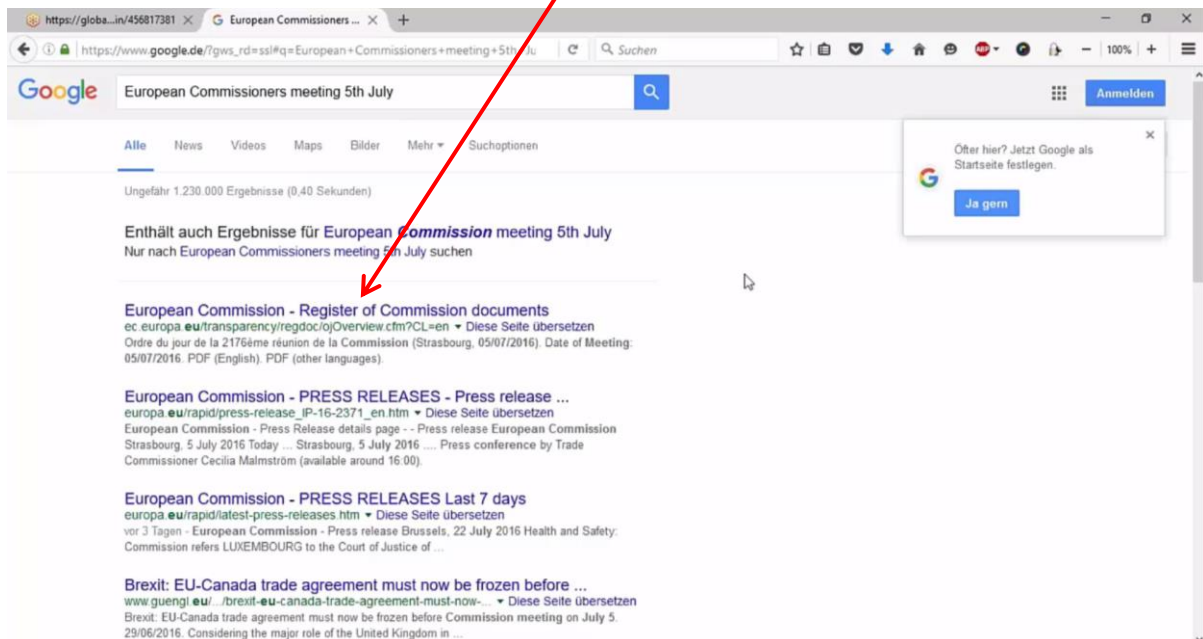 https://globa...in/456817381
European Commissioners ...
https://www.google.de/?gws_rd=ssl#q=European+Commissioners+meeting+5th+Ju
Suchen
ABP
100%
Google
European Commissioners meeting 5th July
Anmelden
Alle News Videos Maps Bilder Mehr Suchoptionen
Öfter hier? Jetzt Google als
Startseite festlegen.
Ja gern
Ungefähr 1.230.000 Ergebnisse (0,40 Sekunden)
Enthält auch Ergebnisse für European Commission meeting 5th July
Nur nach European Commissioners meeting 5th July suchen
European Commission - Register of Commission documents
ec.europa.eu/transparency/regdoc/ojOverview.cfm?CL=en Diese Seite übersetzen
Ordre du jour de la 2176ème réunion de la Commission (Strasbourg, 05/07/2016). Date of Meeting:
05/07/2016. PDF (English). PDF (other languages).
European Commission - PRESS RELEASES - Press release ...
europa.eu/rapid/press-release_IP-16-2371_en.htm Diese Seite übersetzen
European Commission - Press Release details page - - Press release European Commission
Strasbourg, 5 July 2016 Today ... Strasbourg, 5 July 2016 .... Press conference by Trade
Commissioner Cecilia Malmström (available around 16:00).
European Commission - PRESS RELEASES Last 7 days
europa.eu/rapid/latest-press-releases.htm Diese Seite übersetzen
vor 3 Tagen - European Commission - Press release Brussels, 22 July 2016 Health and Safety:
Commission refers LUXEMBOURG to the Court of Justice of ...
Brexit: EU-Canada trade agreement must now be frozen before ...
www.guengl.eu/.../brexit-eu-canada-trade-agreement-must-now-... Diese Seite übersetzen
Brexit: EU-Canada trade agreement must now be frozen before Commission meeting on July 5.
29/06/2016. Considering the major role of the United Kingdom in ...